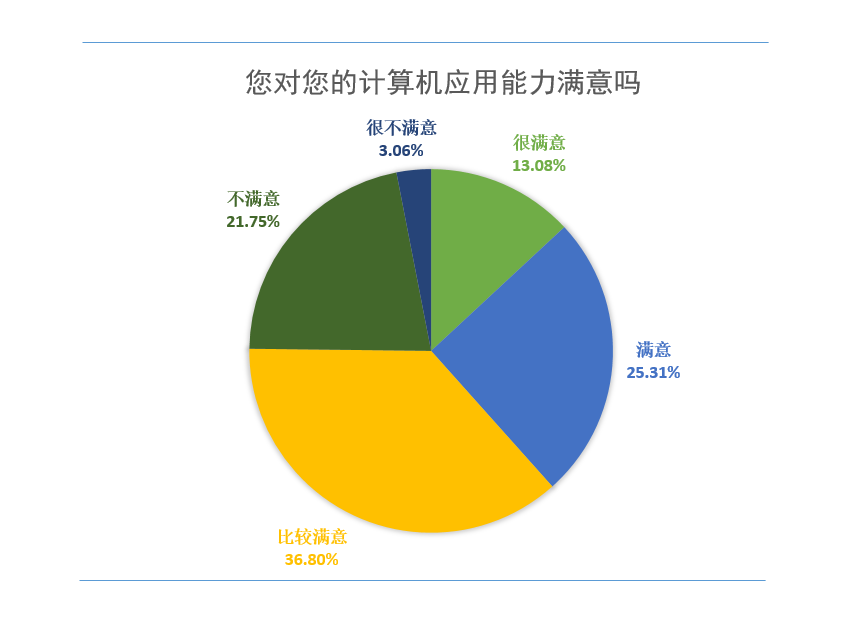 您对您的计算机应用能力满意吗
很不满意
3.06%
很满意
13.08%
不满意
21.75%
满意
25.31%
比较满意
36.80%